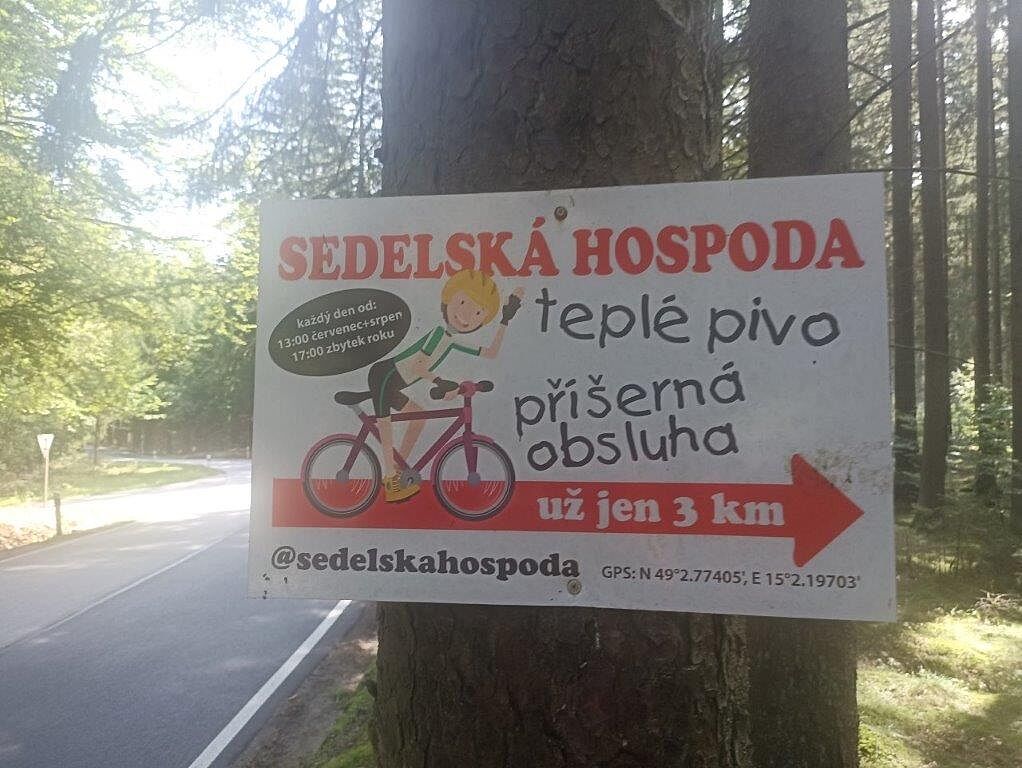 SEDELSKÁ HOSPODA
každý den od:
13:00 červenec+srpen
17:00 zbytek roku
teplé pivo
příšerná
obsluha
už jen 3 km
@sedelskahospoda
GPS: N 49°2.77405', E 15°2.19703'